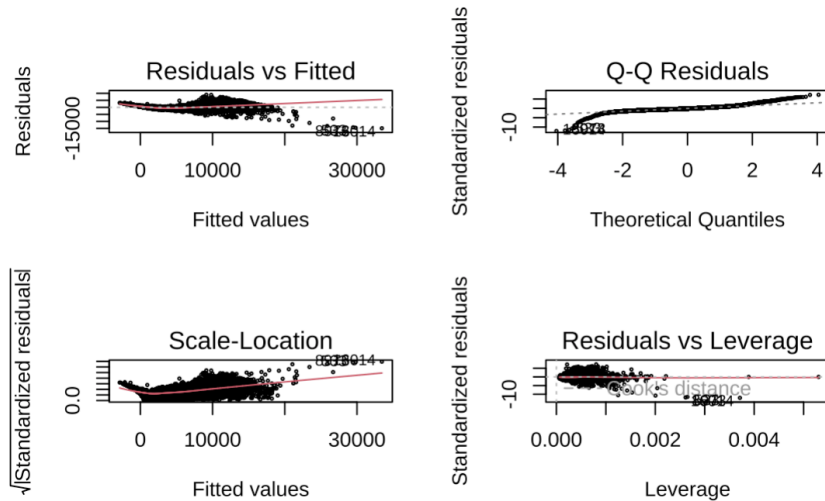 Residuals vs Fitted
Residuals
-15000
0 10000 30000
Fitted values
Q-Q Residuals
Standardized residuals
-10
-4 -2 0 2 4
Theoretical Quantiles
Scale-Location
√|Standardized residuals|
0.0
0 10000 30000
Fitted values
Residuals vs Leverage
Standardized residuals
-10
Cook's distance
0.000 0.002 0.004
Leverage